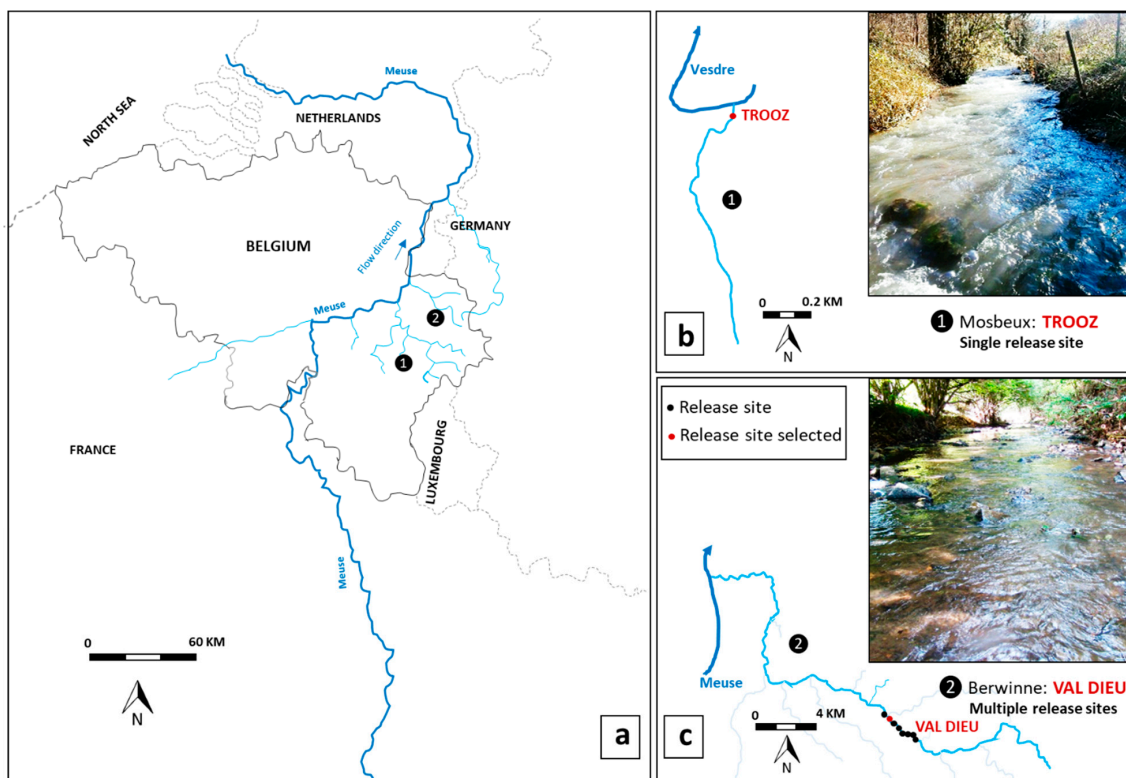 Meuse
NORTH SEA
NETHERLANDS
GERMANY
BELGIUM
Flow direction
Meuse
2
1
FRANCE
LUXEMBOURG
Meuse
0 60 KM
N
a
Vesdre
TROOZ
1
0 0.2 KM
N
b
1 Mosbeux: TROOZ
Single release site
Release site
Release site selected
2
Meuse
2 Berwinne: VAL DIEU
Multiple release sites
VAL DIEU
0 4 KM
N
c